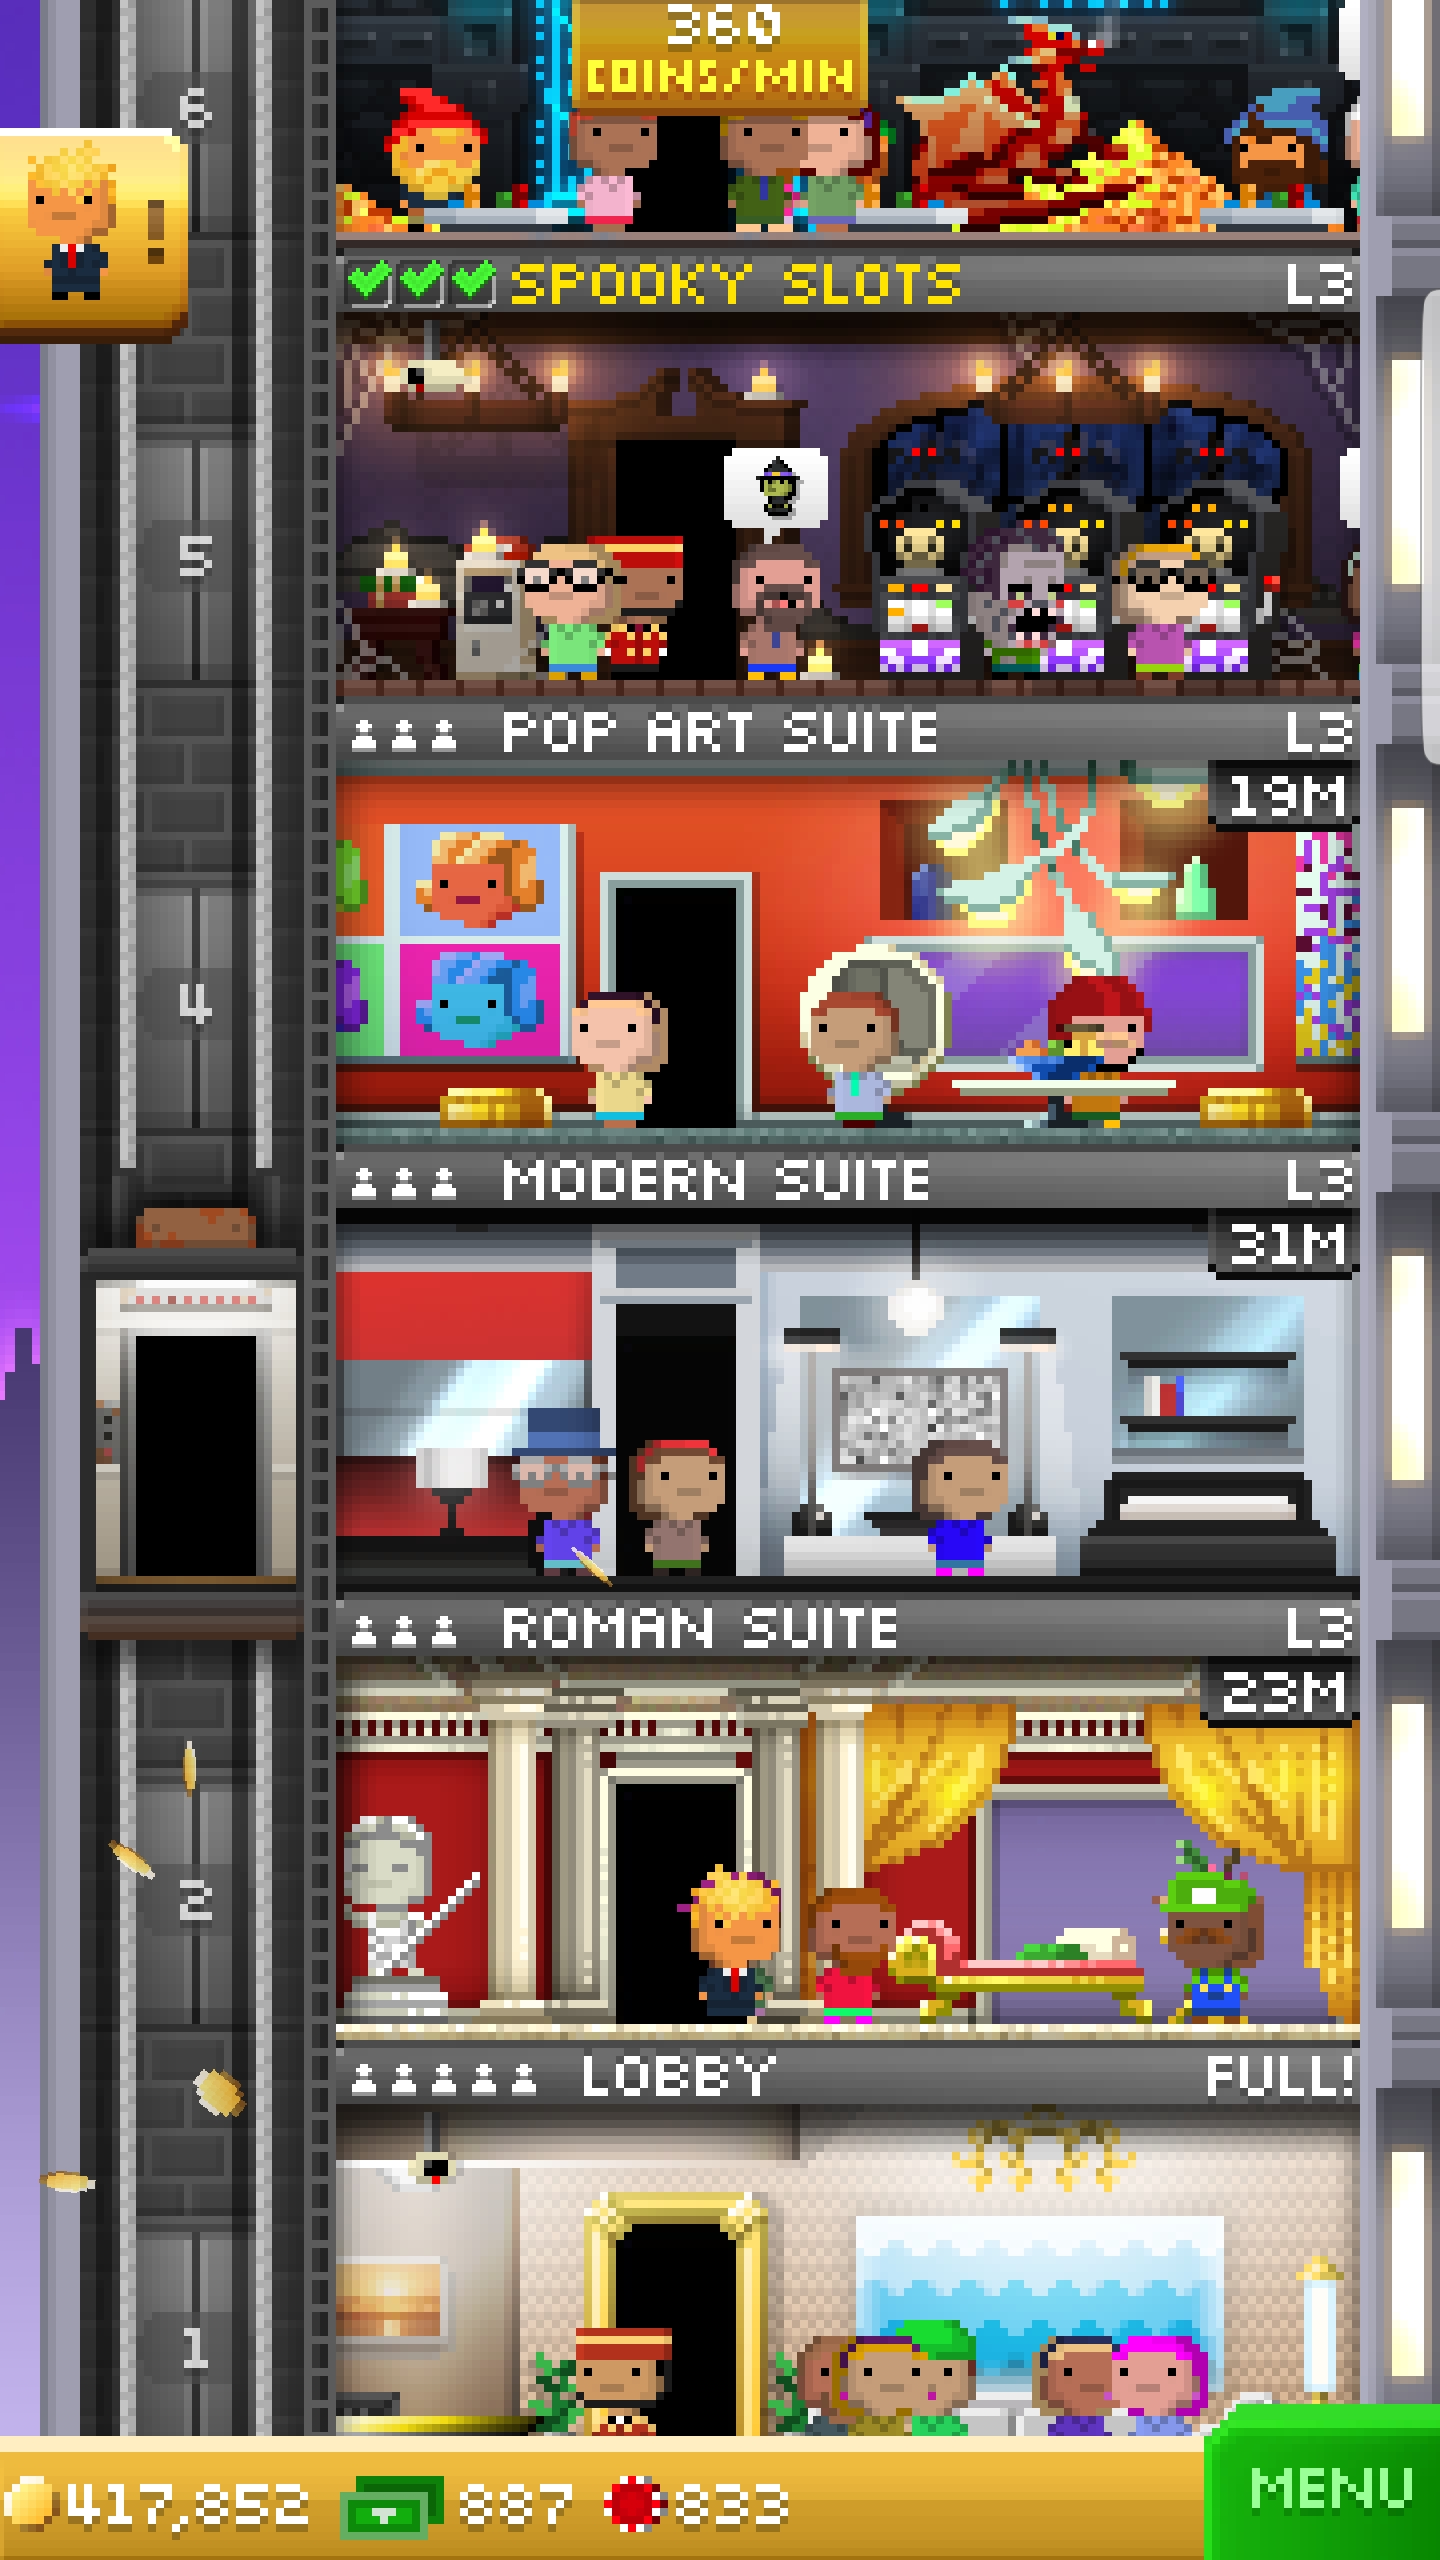 360
COINS/MIN
6
!
SPOOKY SLOTS L3
5
POP ART SUITE L3
19M
4
MODERN SUITE L3
31M
ROMAN SUITE L3
23M
2
LOBBY FULL!
1
417,852 887 833
MENU